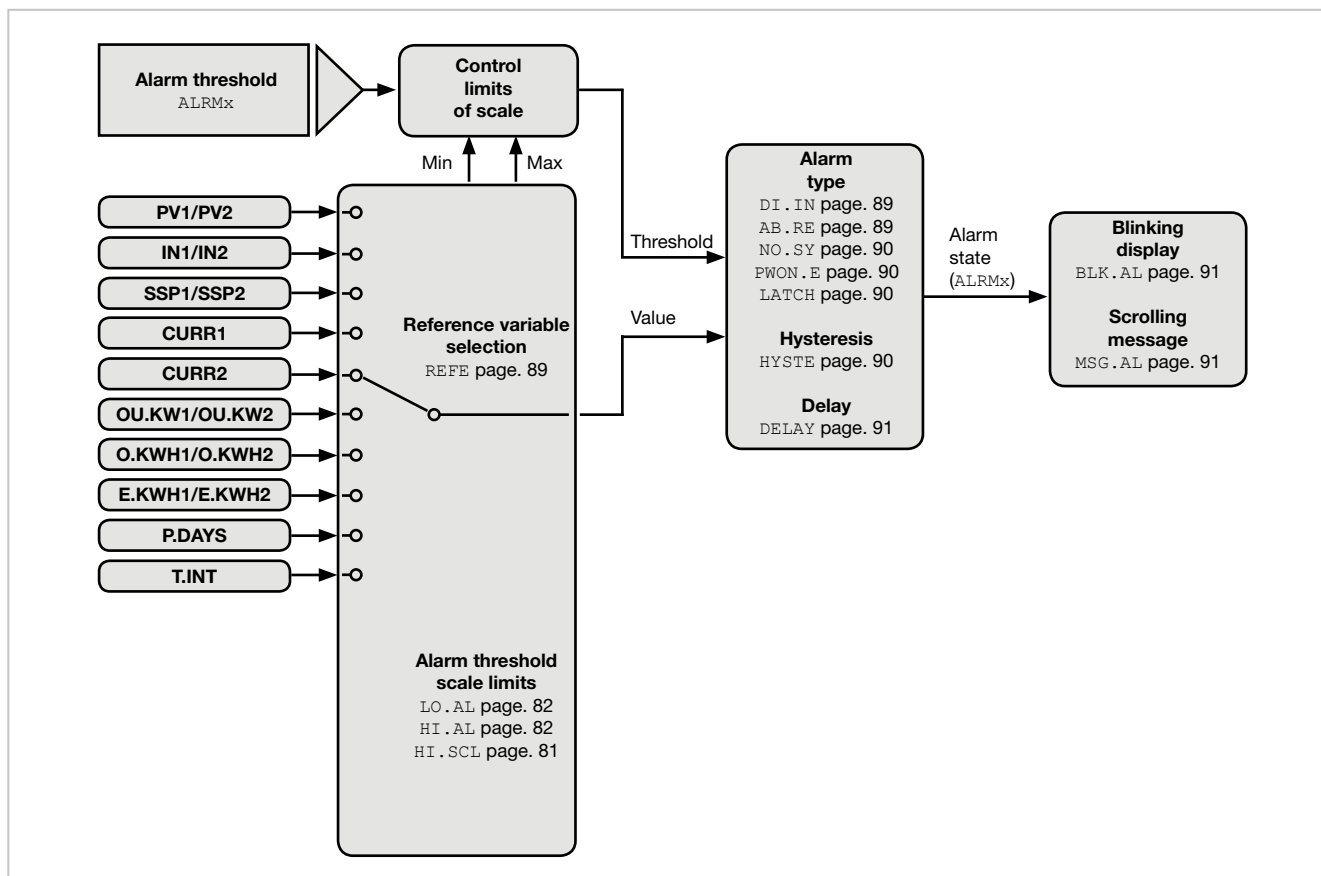 Alarm threshold
ALRMx
Control
limits
of scale
Min
Max
PV1/PV2
IN1/IN2
SSP1/SSP2
CURR1
CURR2
OU.KW1/OU.KW2
O.KWH1/O.KWH2
E.KWH1/E.KWH2
P.DAYS
T.INT
Reference variable
selection
REFE page. 89
Alarm threshold
scale limits
LO.AL page. 82
HI.AL page. 82
HI.SCL page. 81
Threshold
Value
Alarm
type
DI.IN page. 89
AB.RE page. 89
NO.SY page. 90
PWON.E page. 90
LATCH page. 90
Hysteresis
HYSTE page. 90
Delay
DELAY page. 91
Alarm
state
(ALRMx)
Blinking
display
BLK.AL page. 91
Scrolling
message
MSG.AL page. 91